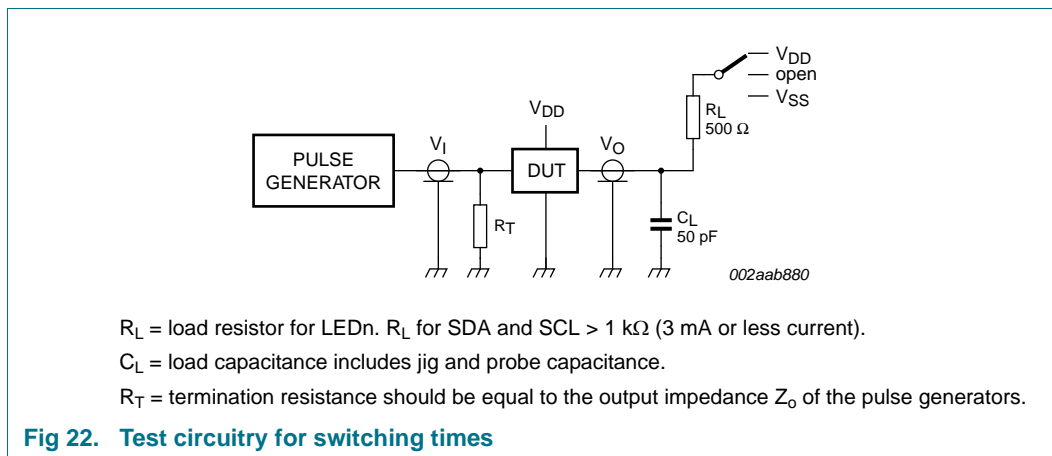 VDD
open
VSS
RL
500 Ω
VDD
VI
VO
PULSE
GENERATOR
DUT
RT
CL
50 pF
002aab880
RL = load resistor for LEDn. RL for SDA and SCL > 1 kΩ (3 mA or less current).
CL = load capacitance includes jig and probe capacitance.
RT = termination resistance should be equal to the output impedance Zo of the pulse generators.
Fig 22. Test circuitry for switching times